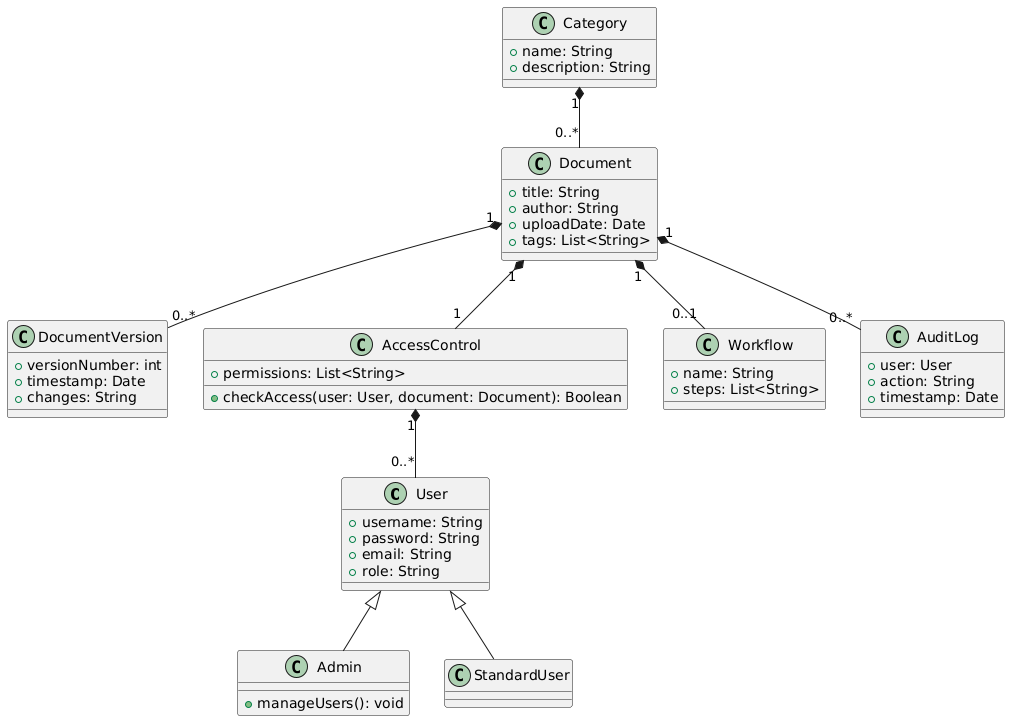 C Category
name: String
description: String
1
0..*
C Document
title: String
author: String
uploadDate: Date
tags: List<String>
1
1
1
1
0..*
1
0..1
0..*
C DocumentVersion
versionNumber: int
timestamp: Date
changes: String
C AccessControl
permissions: List<String>
checkAccess(user: User, document: Document): Boolean
C Workflow
name: String
steps: List<String>
C AuditLog
user: User
action: String
timestamp: Date
1
0..*
C User
username: String
password: String
email: String
role: String
C Admin
manageUsers(): void
C StandardUser